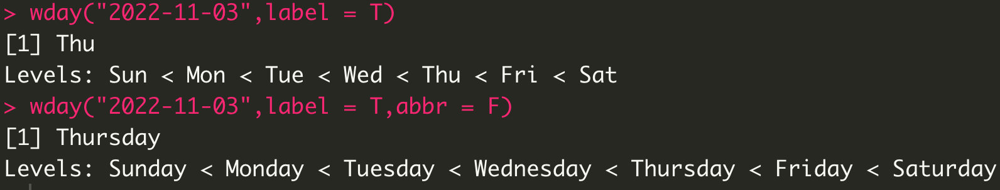 > wday("2022-11-03",label = T)
[1] Thu
Levels: Sun < Mon < Tue < Wed < Thu < Fri < Sat
> wday("2022-11-03",label = T,abbr = F)
[1] Thursday
Levels: Sunday < Monday < Tuesday < Wednesday < Thursday < Friday < Saturday